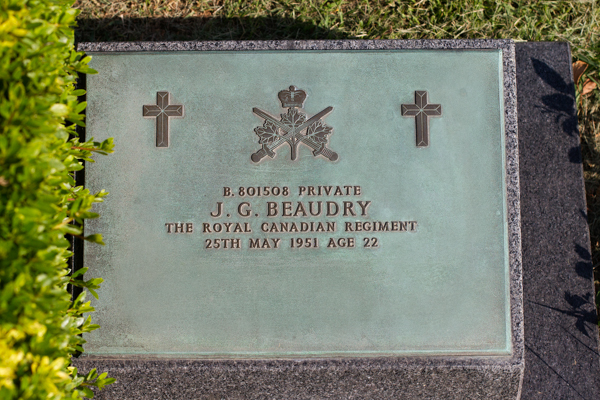 B. 801508 PRIVATE
J. G. BEAUDRY
THE ROYAL CANADIAN REGIMENT
25TH MAY 1951 AGE 22